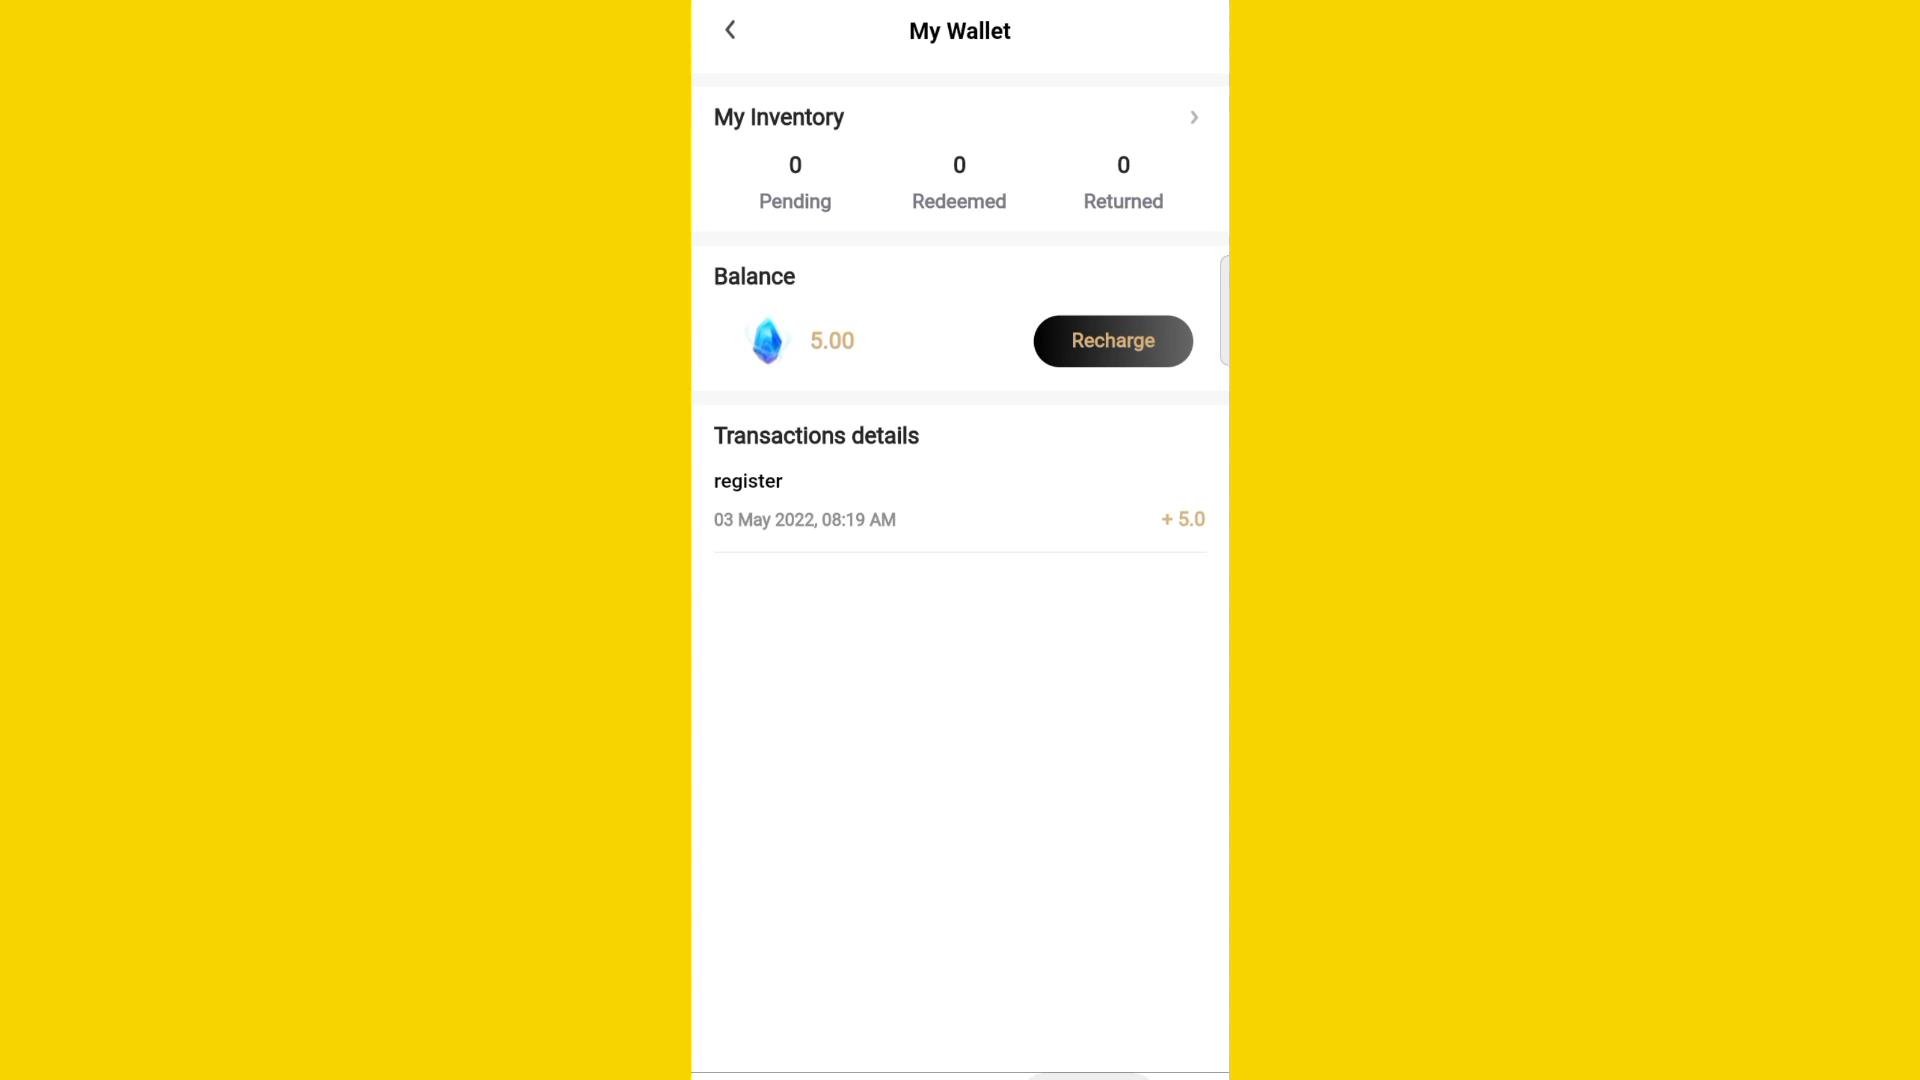 My Wallet
My Inventory
0 0 0
Pending Redeemed Returned
Balance
5.00 Recharge
Transactions details
register
03 May 2022, 08:19 AM + 5.0